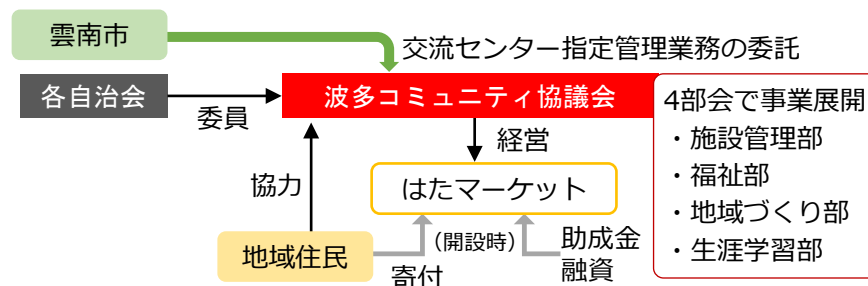 雲南市
交流センター指定管理業務の委託
各自治会
委員
波多コミュニティ協議会
4部会で事業展開
・施設管理部
・福祉部
・地域づくり部
・生涯学習部
経営
協力
はたマーケット
地域住民
(開設時)
寄付
助成金
融資